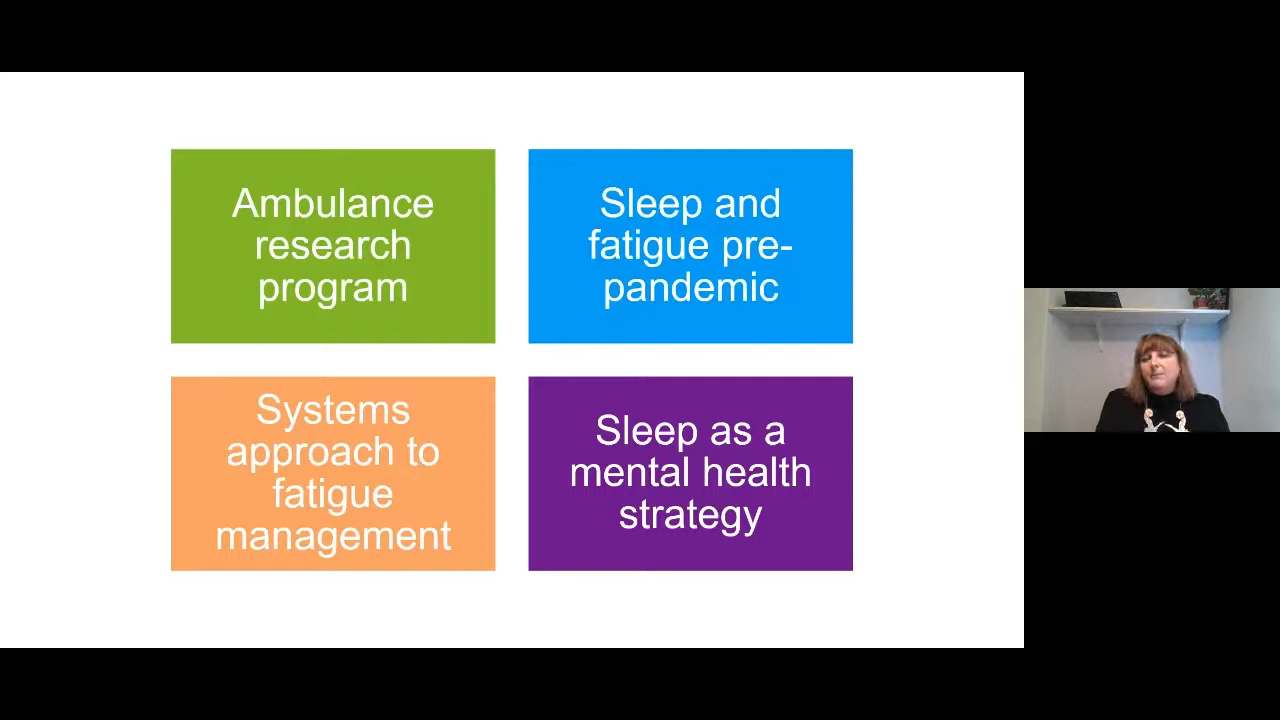 Ambulance
research
program
Sleep and
fatigue pre-
pandemic
Systems
approach to
fatigue
management
Sleep as a
mental health
strategy